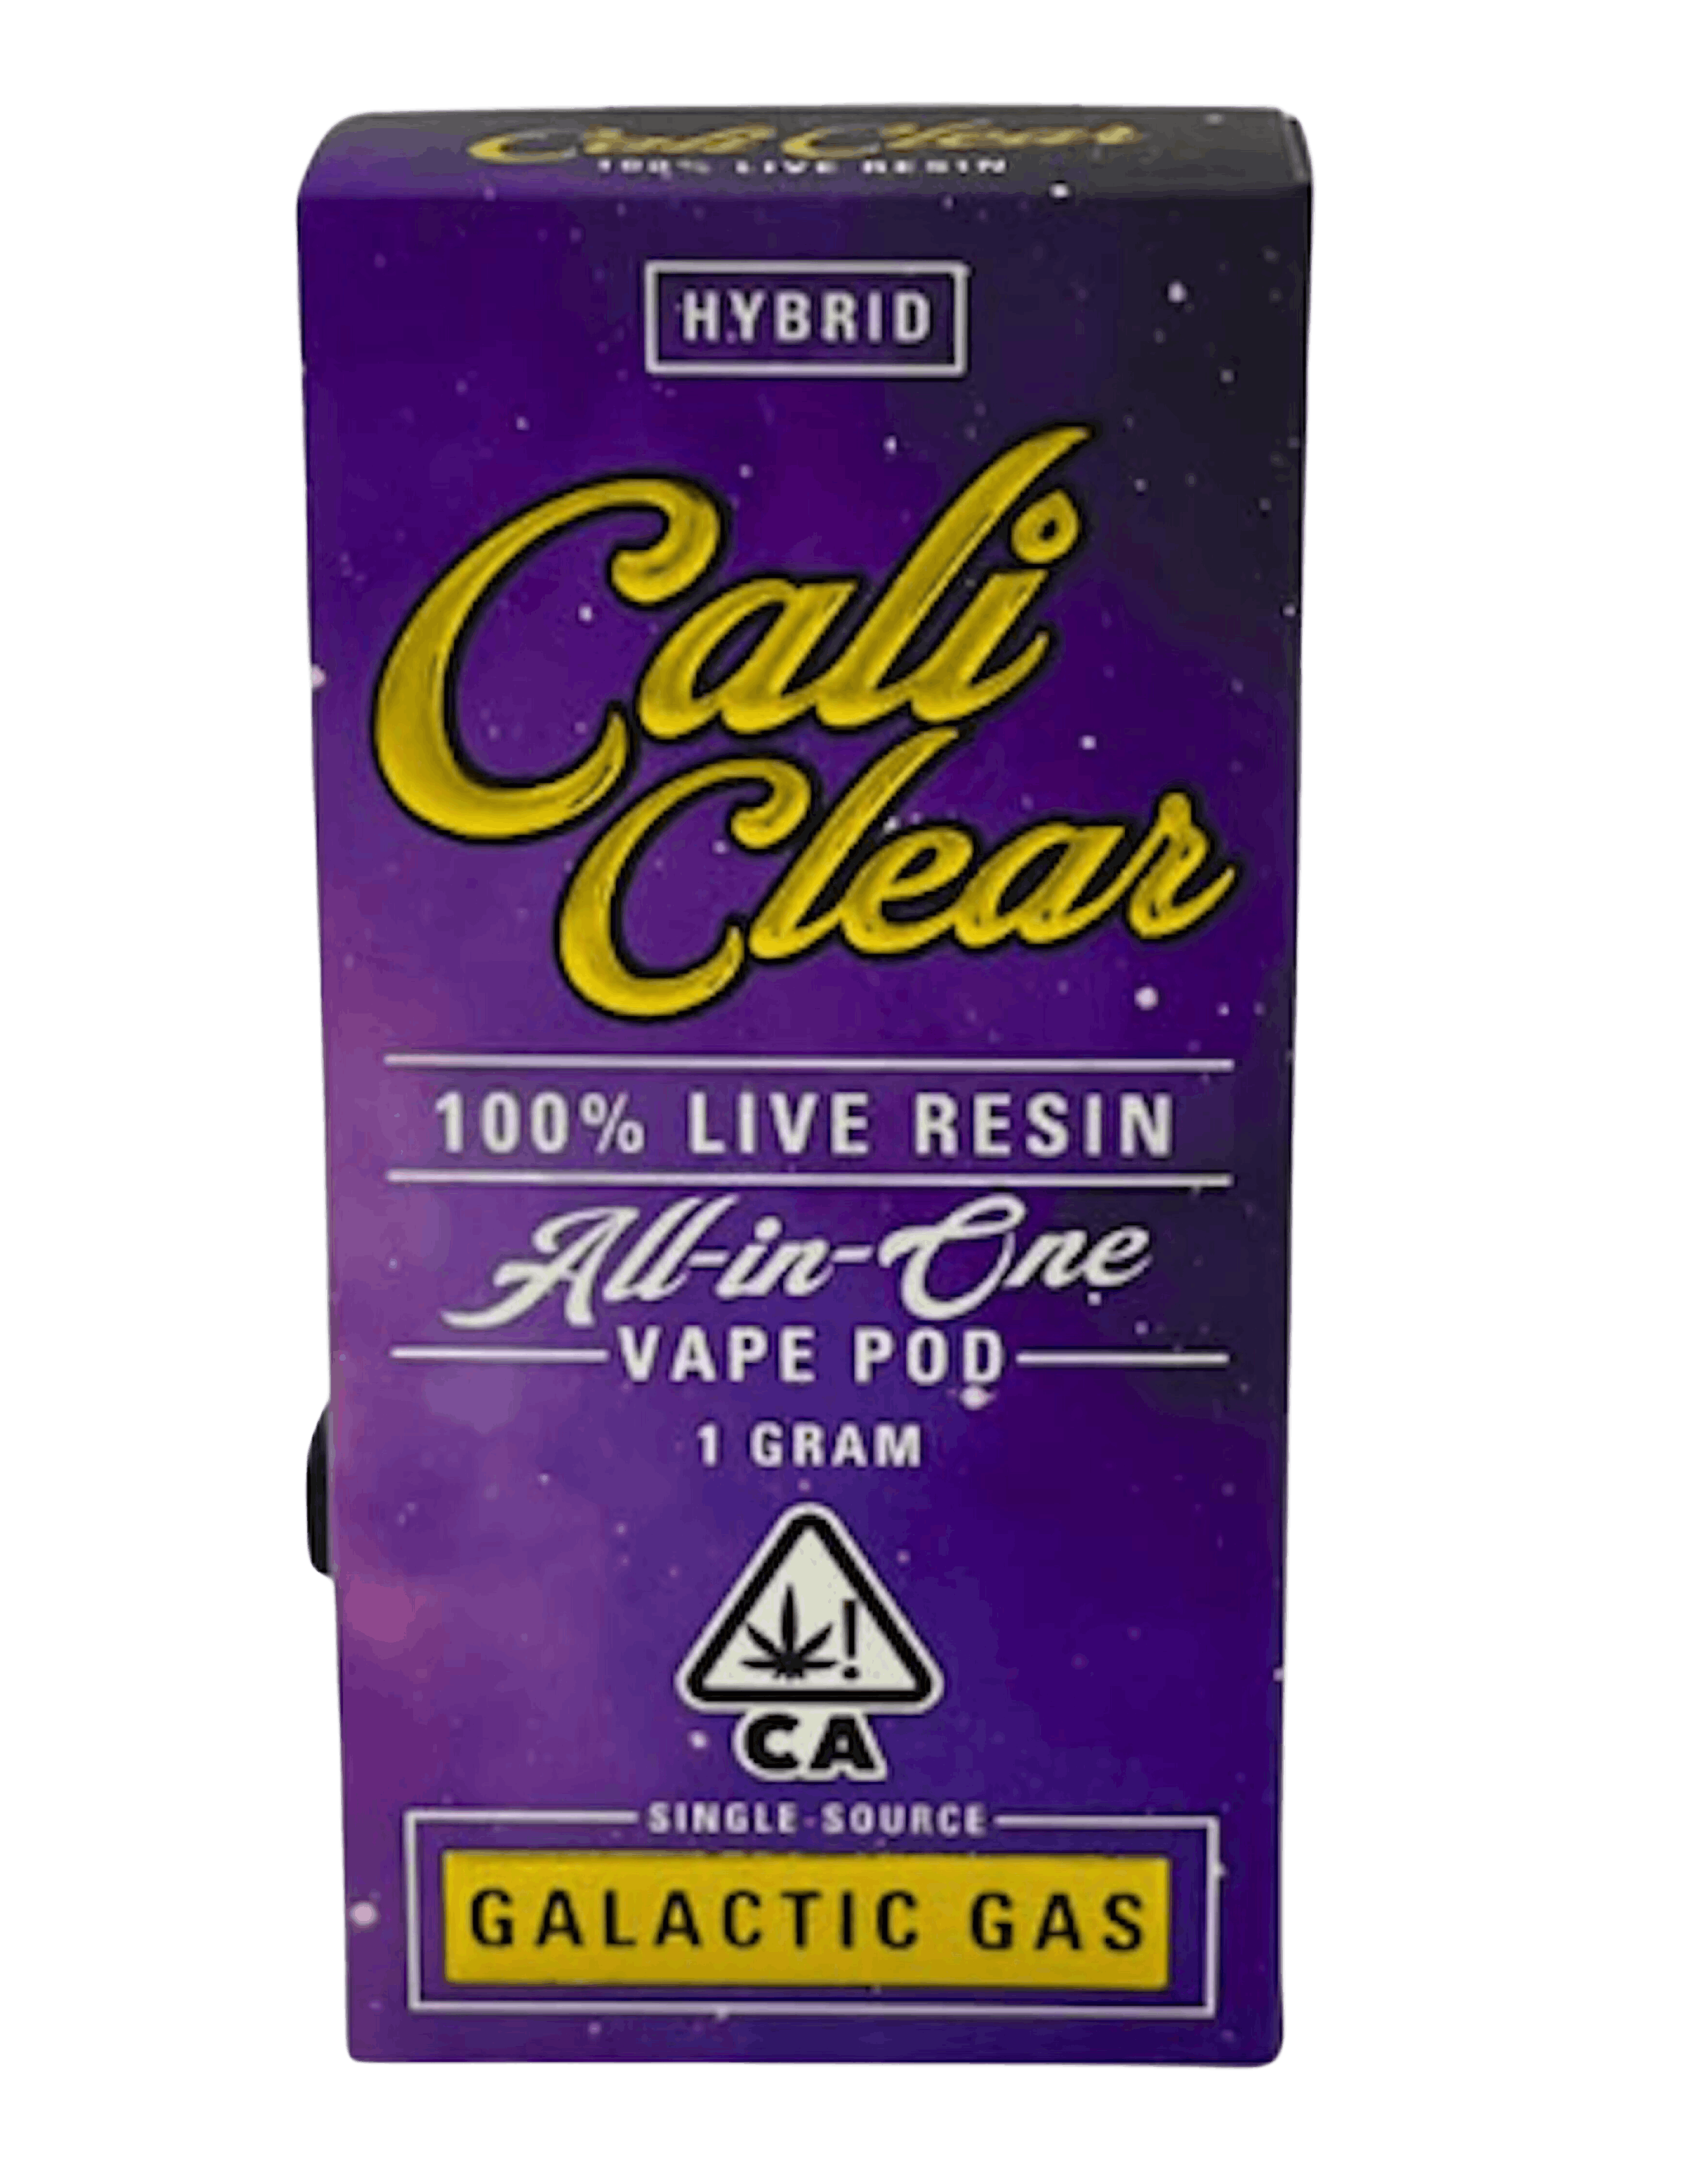 Cali Clear
100% LIVE RESIN
HYBRID
Cali
Clear
100% LIVE RESIN
All-in-One
VAPE POD
1 GRAM
!
CA
SINGLE-SOURCE
GALACTIC GAS